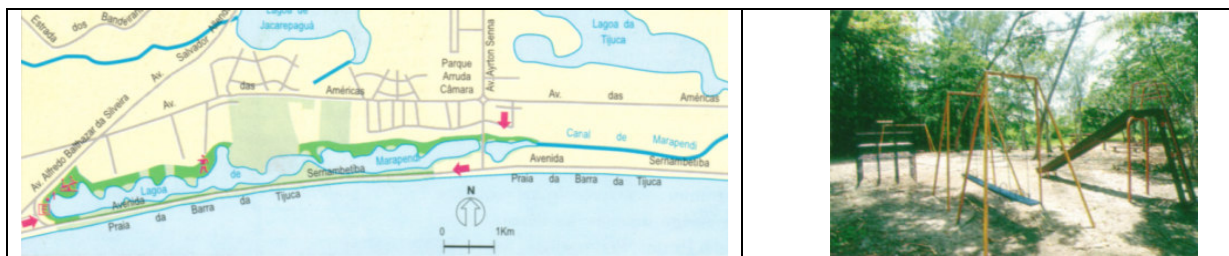 Estrada dos Bandeirantes
Av. Salvador Allende
Lagoa de
Jacarepaguá
Lagoa da
Tijuca
Parque
Arruda
Câmara
Av. Ayrton Senna
Av. das Américas
Av. das Américas
Av. Alfredo Balthazar da Silveira
Canal de Marapendi
Lagoa de Marapendi
Avenida Sernambetiba
Avenida Sernambetiba
Praia da Barra da Tijuca
Praia da Barra da Tijuca
N
0 1Km